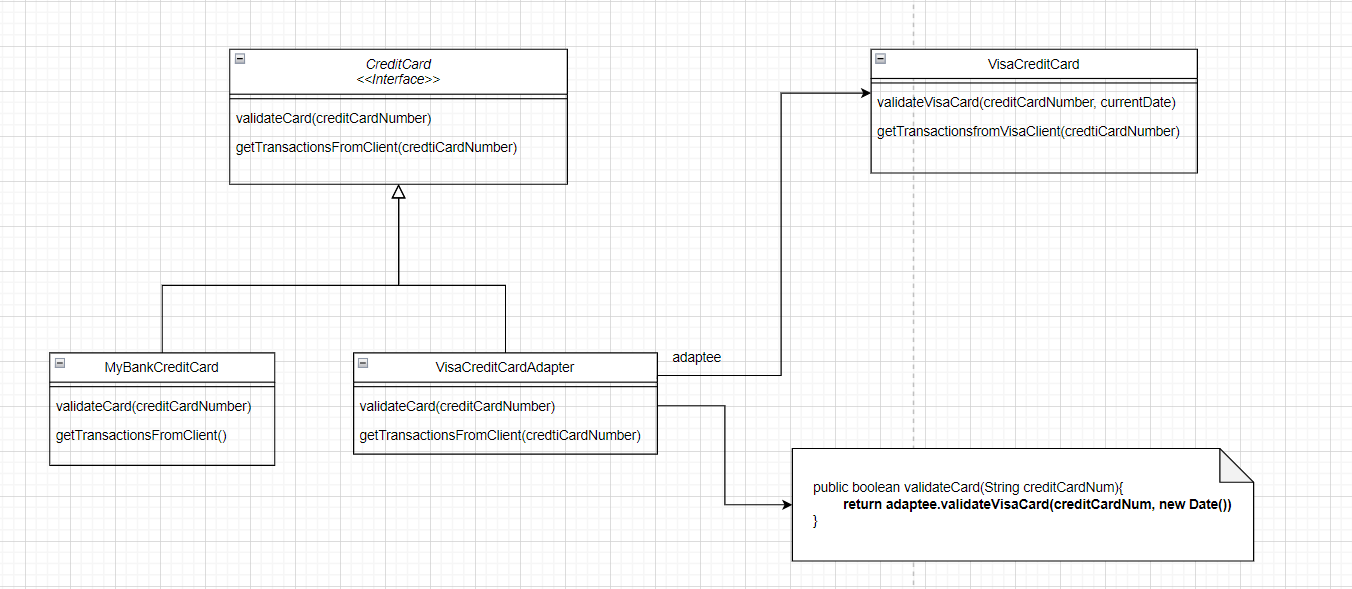 CreditCard
<<Interface>>
validateCard(creditCardNumber)
getTransactionsFromClient(credtiCardNumber)
VisaCreditCard
validateVisaCard(creditCardNumber, currentDate)
getTransactionsfromVisaClient(credtiCardNumber)
MyBankCreditCard
validateCard(creditCardNumber)
getTransactionsFromClient()
VisaCreditCardAdapter
validateCard(creditCardNumber)
getTransactionsFromClient(credtiCardNumber)
adaptee
public boolean validateCard(String creditCardNum){
return adaptee.validateVisaCard(creditCardNum, new Date())
}